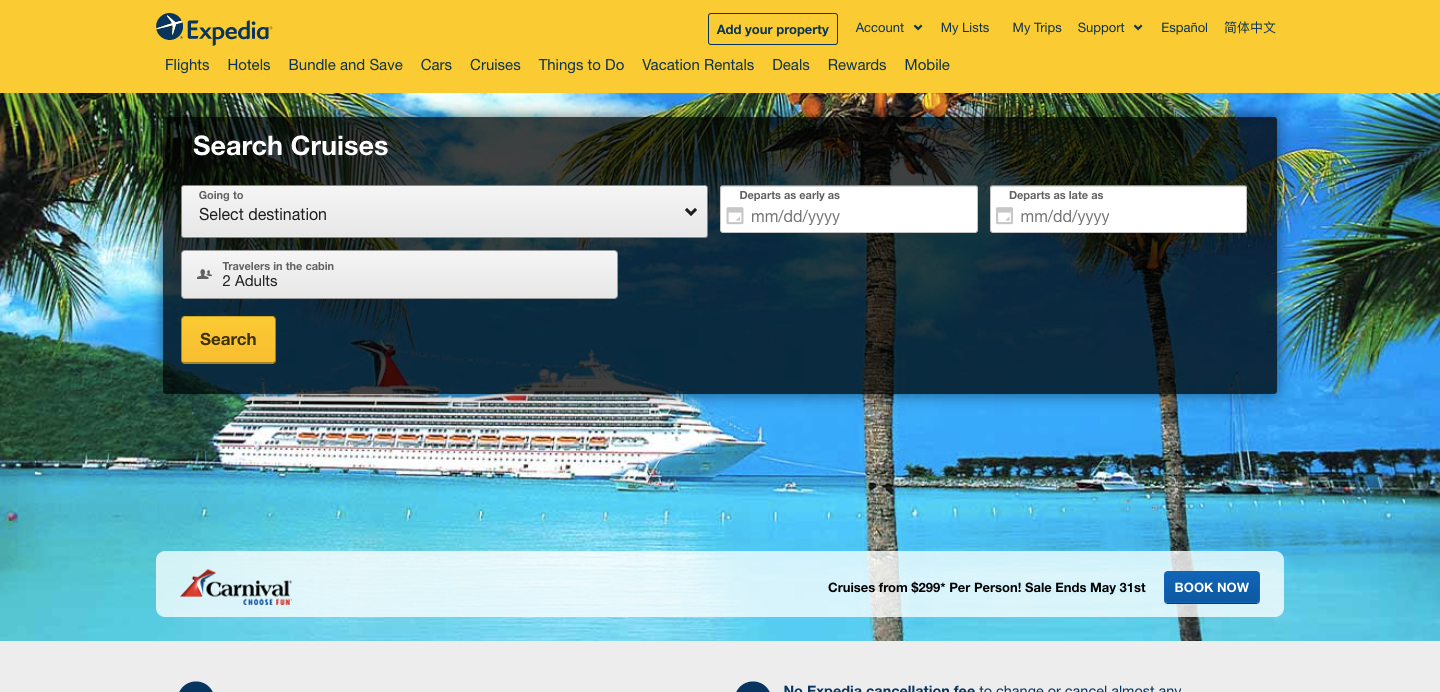 Expedia
Add your property
Account
My Lists
My Trips
Support
Español
简体中文
Flights
Hotels
Bundle and Save
Cars
Cruises
Things to Do
Vacation Rentals
Deals
Rewards
Mobile
Search Cruises
Going to
Select destination
Departs as early as
mm/dd/yyyy
Departs as late as
mm/dd/yyyy
Travelers in the cabin
2 Adults
Search
Carnival
CHOOSE FUN
Cruises from $299* Per Person! Sale Ends May 31st
BOOK NOW
No Expedia cancellation fee to change or cancel almost any